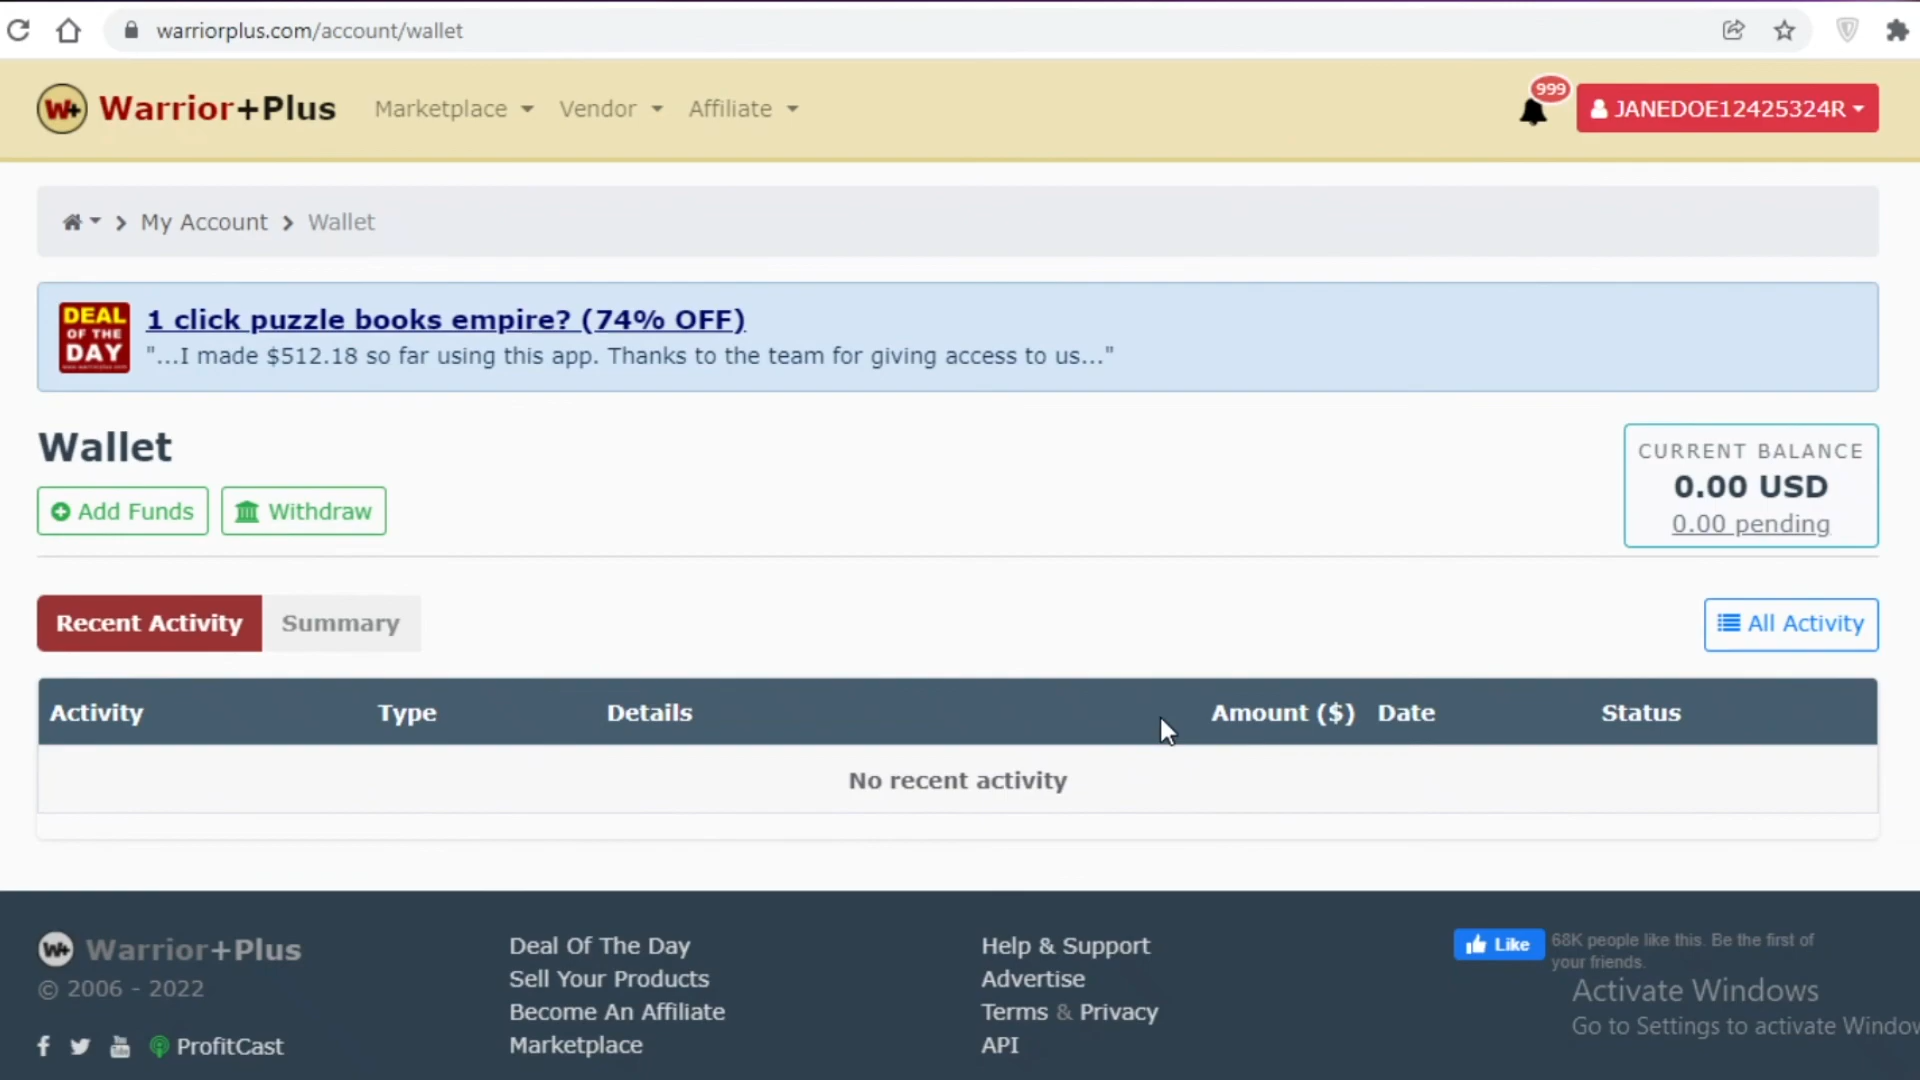 warriorplus.com/account/wallet
W+ Warrior+Plus Marketplace Vendor Affiliate 999 JANEDOE12425324R
My Account > Wallet
DEAL OF THE DAY
1 click puzzle books empire? (74% OFF)
"...I made $512.18 so far using this app. Thanks to the team for giving access to us..."
Wallet
CURRENT BALANCE
0.00 USD
0.00 pending
Add Funds Withdraw
Recent Activity Summary All Activity
Activity Type Details Amount ($) Date Status
No recent activity
W+ Warrior+Plus
© 2006 - 2022
ProfitCast
Deal Of The Day
Sell Your Products
Become An Affiliate
Marketplace
Help & Support
Advertise
Terms & Privacy
API
Like 68K people like this. Be the first of
your friends.
Activate Windows
Go to Settings to activate Window